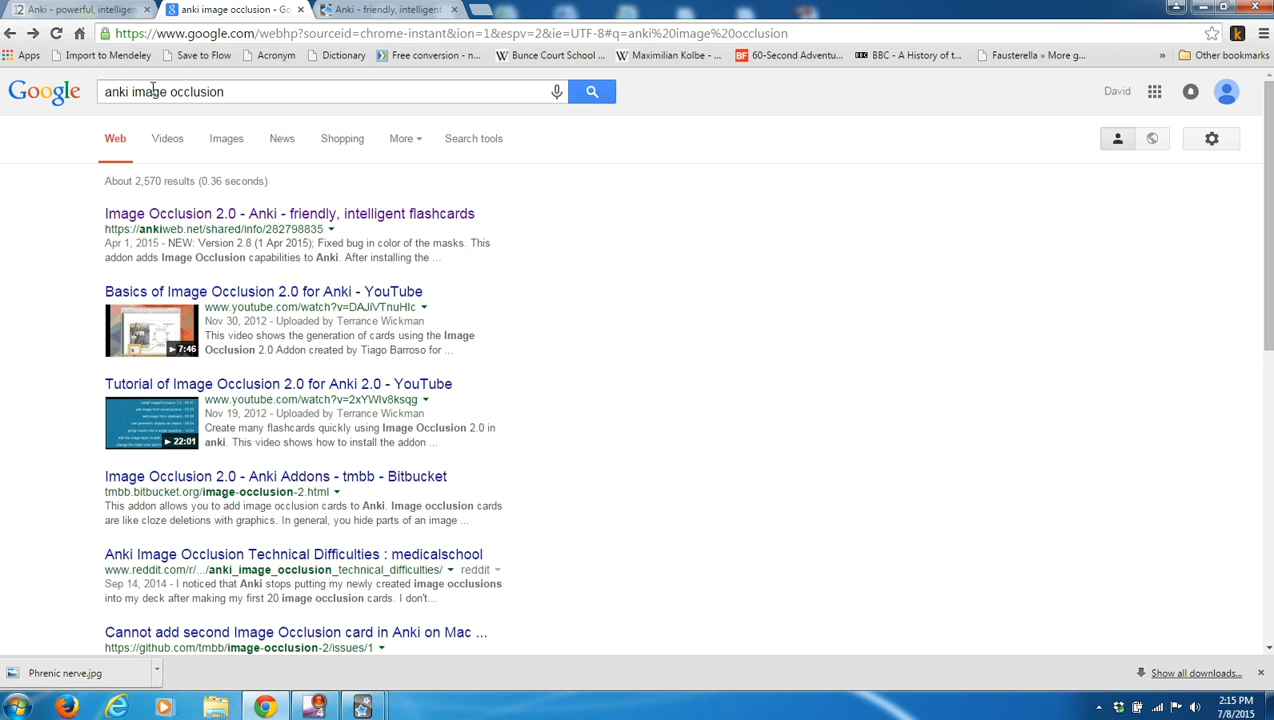 Anki - powerful, intelligen
anki image occlusion - Go
Anki - friendly, intelligent
https://www.google.com/webhp?sourceid=chrome-instant&ion=1&espv=2&ie=UTF-8#q=anki%20image%20occlusion
Apps Import to Mendeley Save to Flow Acronym Dictionary Free conversion - n... Bunce Court School ... Maximilian Kolbe - ... 60-Second Adventu... BBC - A History of t... Fausterella » More g... » Other bookmarks
Google anki image occlusion David
Web Videos Images News Shopping More Search tools
About 2,570 results (0.36 seconds)
Image Occlusion 2.0 - Anki - friendly, intelligent flashcards
https://ankiweb.net/shared/info/282798835
Apr 1, 2015 - NEW: Version 2.8 (1 Apr 2015); Fixed bug in color of the masks. This
addon adds Image Occlusion capabilities to Anki. After installing the ...
Basics of Image Occlusion 2.0 for Anki - YouTube
www.youtube.com/watch?v=DAJiVTnuHIc
Nov 30, 2012 - Uploaded by Terrance Wickman
This video shows the generation of cards using the Image
Occlusion 2.0 Addon created by Tiago Barroso for ...
7:46
Tutorial of Image Occlusion 2.0 for Anki 2.0 - YouTube
www.youtube.com/watch?v=2xYWIv8ksqg
Nov 19, 2012 - Uploaded by Terrance Wickman
Create many flashcards quickly using Image Occlusion 2.0 in
anki. This video shows how to install the addon ...
22:01
Image Occlusion 2.0 - Anki Addons - tmbb - Bitbucket
tmbb.bitbucket.org/image-occlusion-2.html
This addon allows you to add image occlusion cards to Anki. Image occlusion cards
are like cloze deletions with graphics. In general, you hide parts of an image ...
Anki Image Occlusion Technical Difficulties : medicalschool
www.reddit.com/r/.../anki_image_occlusion_technical_difficulties/ reddit
Sep 14, 2014 - I noticed that Anki stops putting my newly created image occlusions
into my deck after making my first 20 image occlusion cards. I don't...
Cannot add second Image Occlusion card in Anki on Mac ...
https://github.com/tmbb/image-occlusion-2/issues/1
Phrenic nerve.jpg
Show all downloads...
2:15 PM
7/8/2015